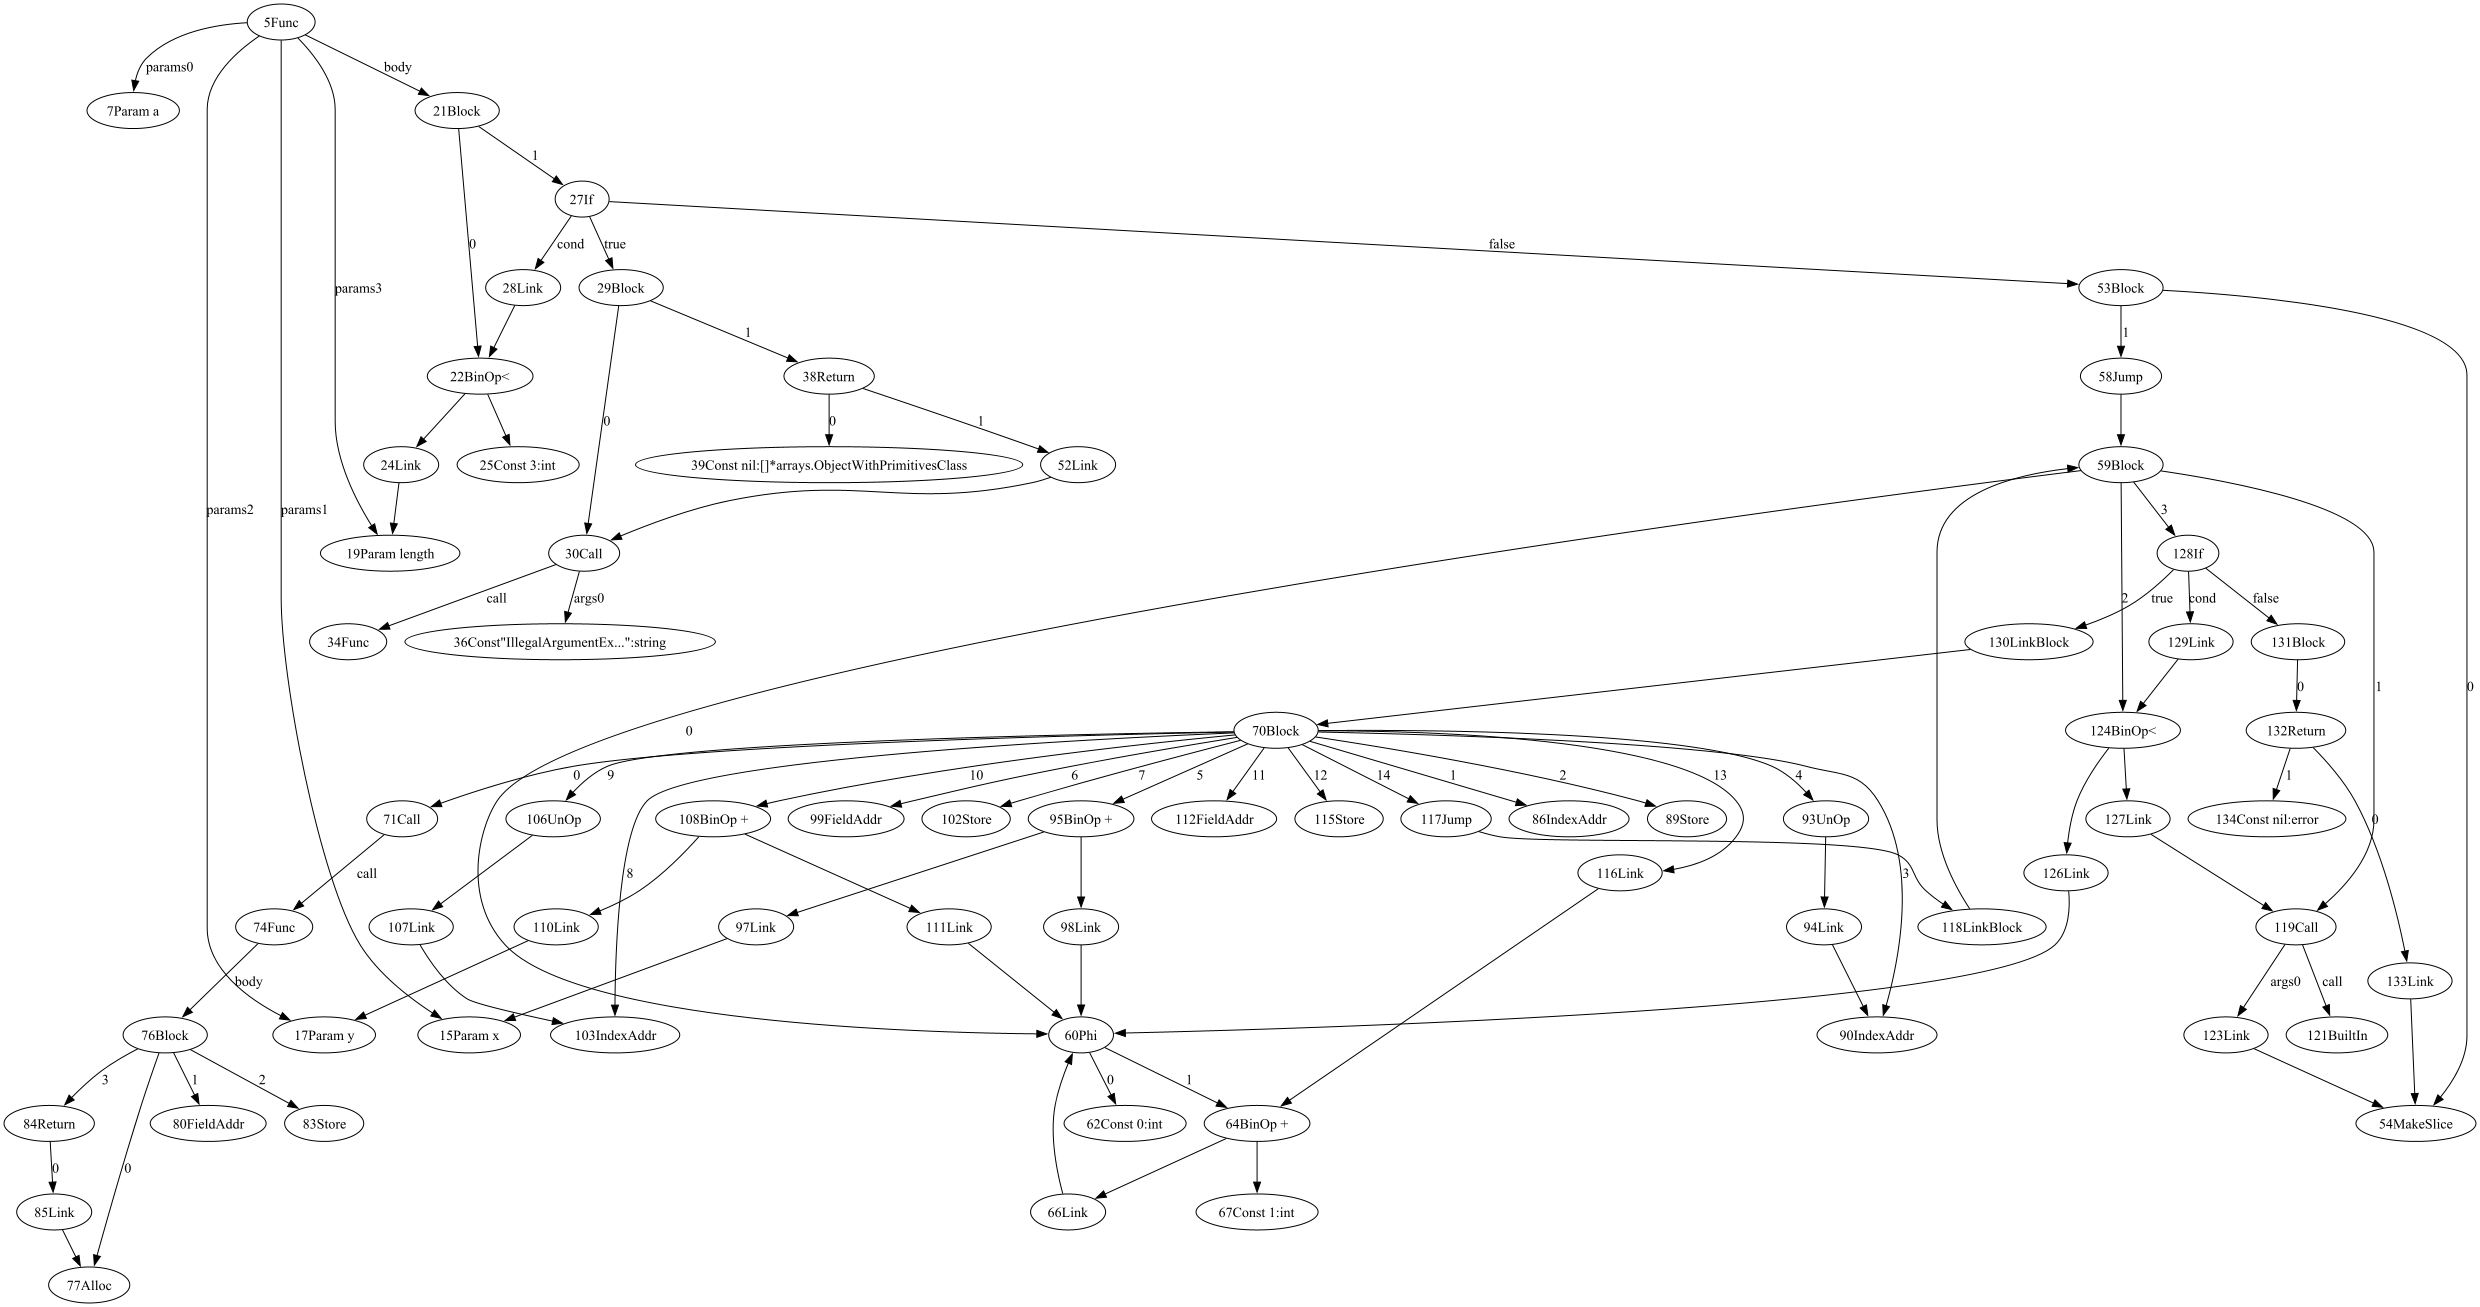 5Func
params0
body
7Param a
21Block
1
27If
0
cond
true
false
28Link
29Block
53Block
params3
1
1
22BinOp<
38Return
58Jump
0
0
1
24Link
25Const 3:int
39Const nil:[]*arrays.ObjectWithPrimitivesClass
52Link
59Block
params2
params1
3
19Param length
30Call
128If
call
args0
2
true
cond
false
34Func
36Const"IllegalArgumentEx...":string
130LinkBlock
129Link
131Block
0
1
0
0
70Block
124BinOp<
132Return
0
9
10
6
7
5
11
12
14
1
2
13
4
1
71Call
106UnOp
108BinOp +
99FieldAddr
102Store
95BinOp +
112FieldAddr
115Store
117Jump
86IndexAddr
89Store
93UnOp
127Link
134Const nil:error
0
call
8
116Link
3
126Link
74Func
107Link
110Link
97Link
111Link
98Link
94Link
118LinkBlock
119Call
body
args0
call
133Link
76Block
17Param y
15Param x
103IndexAddr
60Phi
90IndexAddr
123Link
121BuiltIn
3
1
2
0
1
84Return
80FieldAddr
83Store
62Const 0:int
64BinOp +
54MakeSlice
0
0
85Link
66Link
67Const 1:int
77Alloc